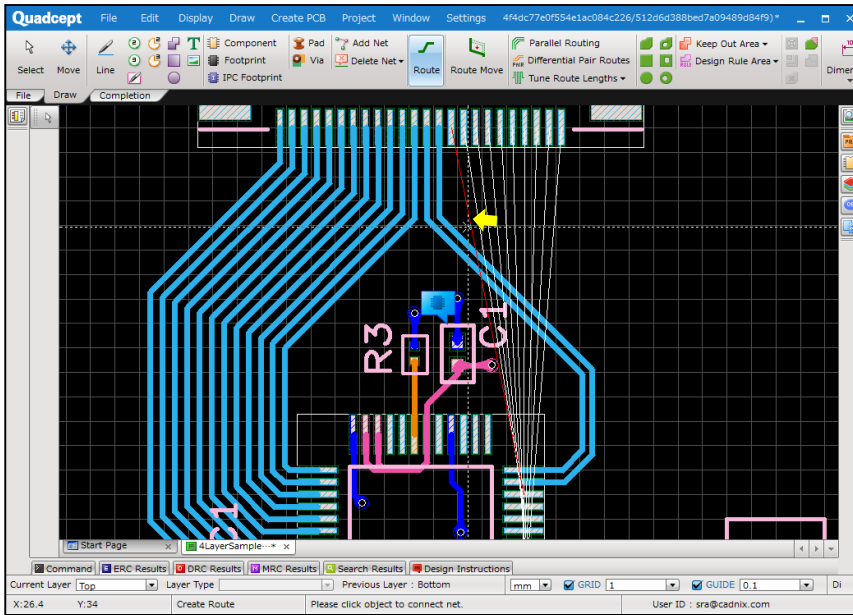 Quadcept File Edit Display Draw Create PCB Project Window Settings 4f4dc77e0f554e1ac084c226/512d6d388bed7a09489d84f9)*
Component Pad Add Net Parallel Routing Keep Out Area
Footprint Via Delete Net Differential Pair Routes Design Rule Area
Select Move Line T IPC Footprint Route Route Move Tune Route Lengths Dimen
File Draw Completion
R3
C1
C1
Start Page x 4LayerSample···* x
Command ERC Results DRC Results MRC Results Search Results Design Instructions
Current Layer Top Layer Type Previous Layer : Bottom mm GRID 1 GUIDE 0.1 Di
X:26.4 Y:34 Create Route Please click object to connect net. User ID : sra@cadnix.com